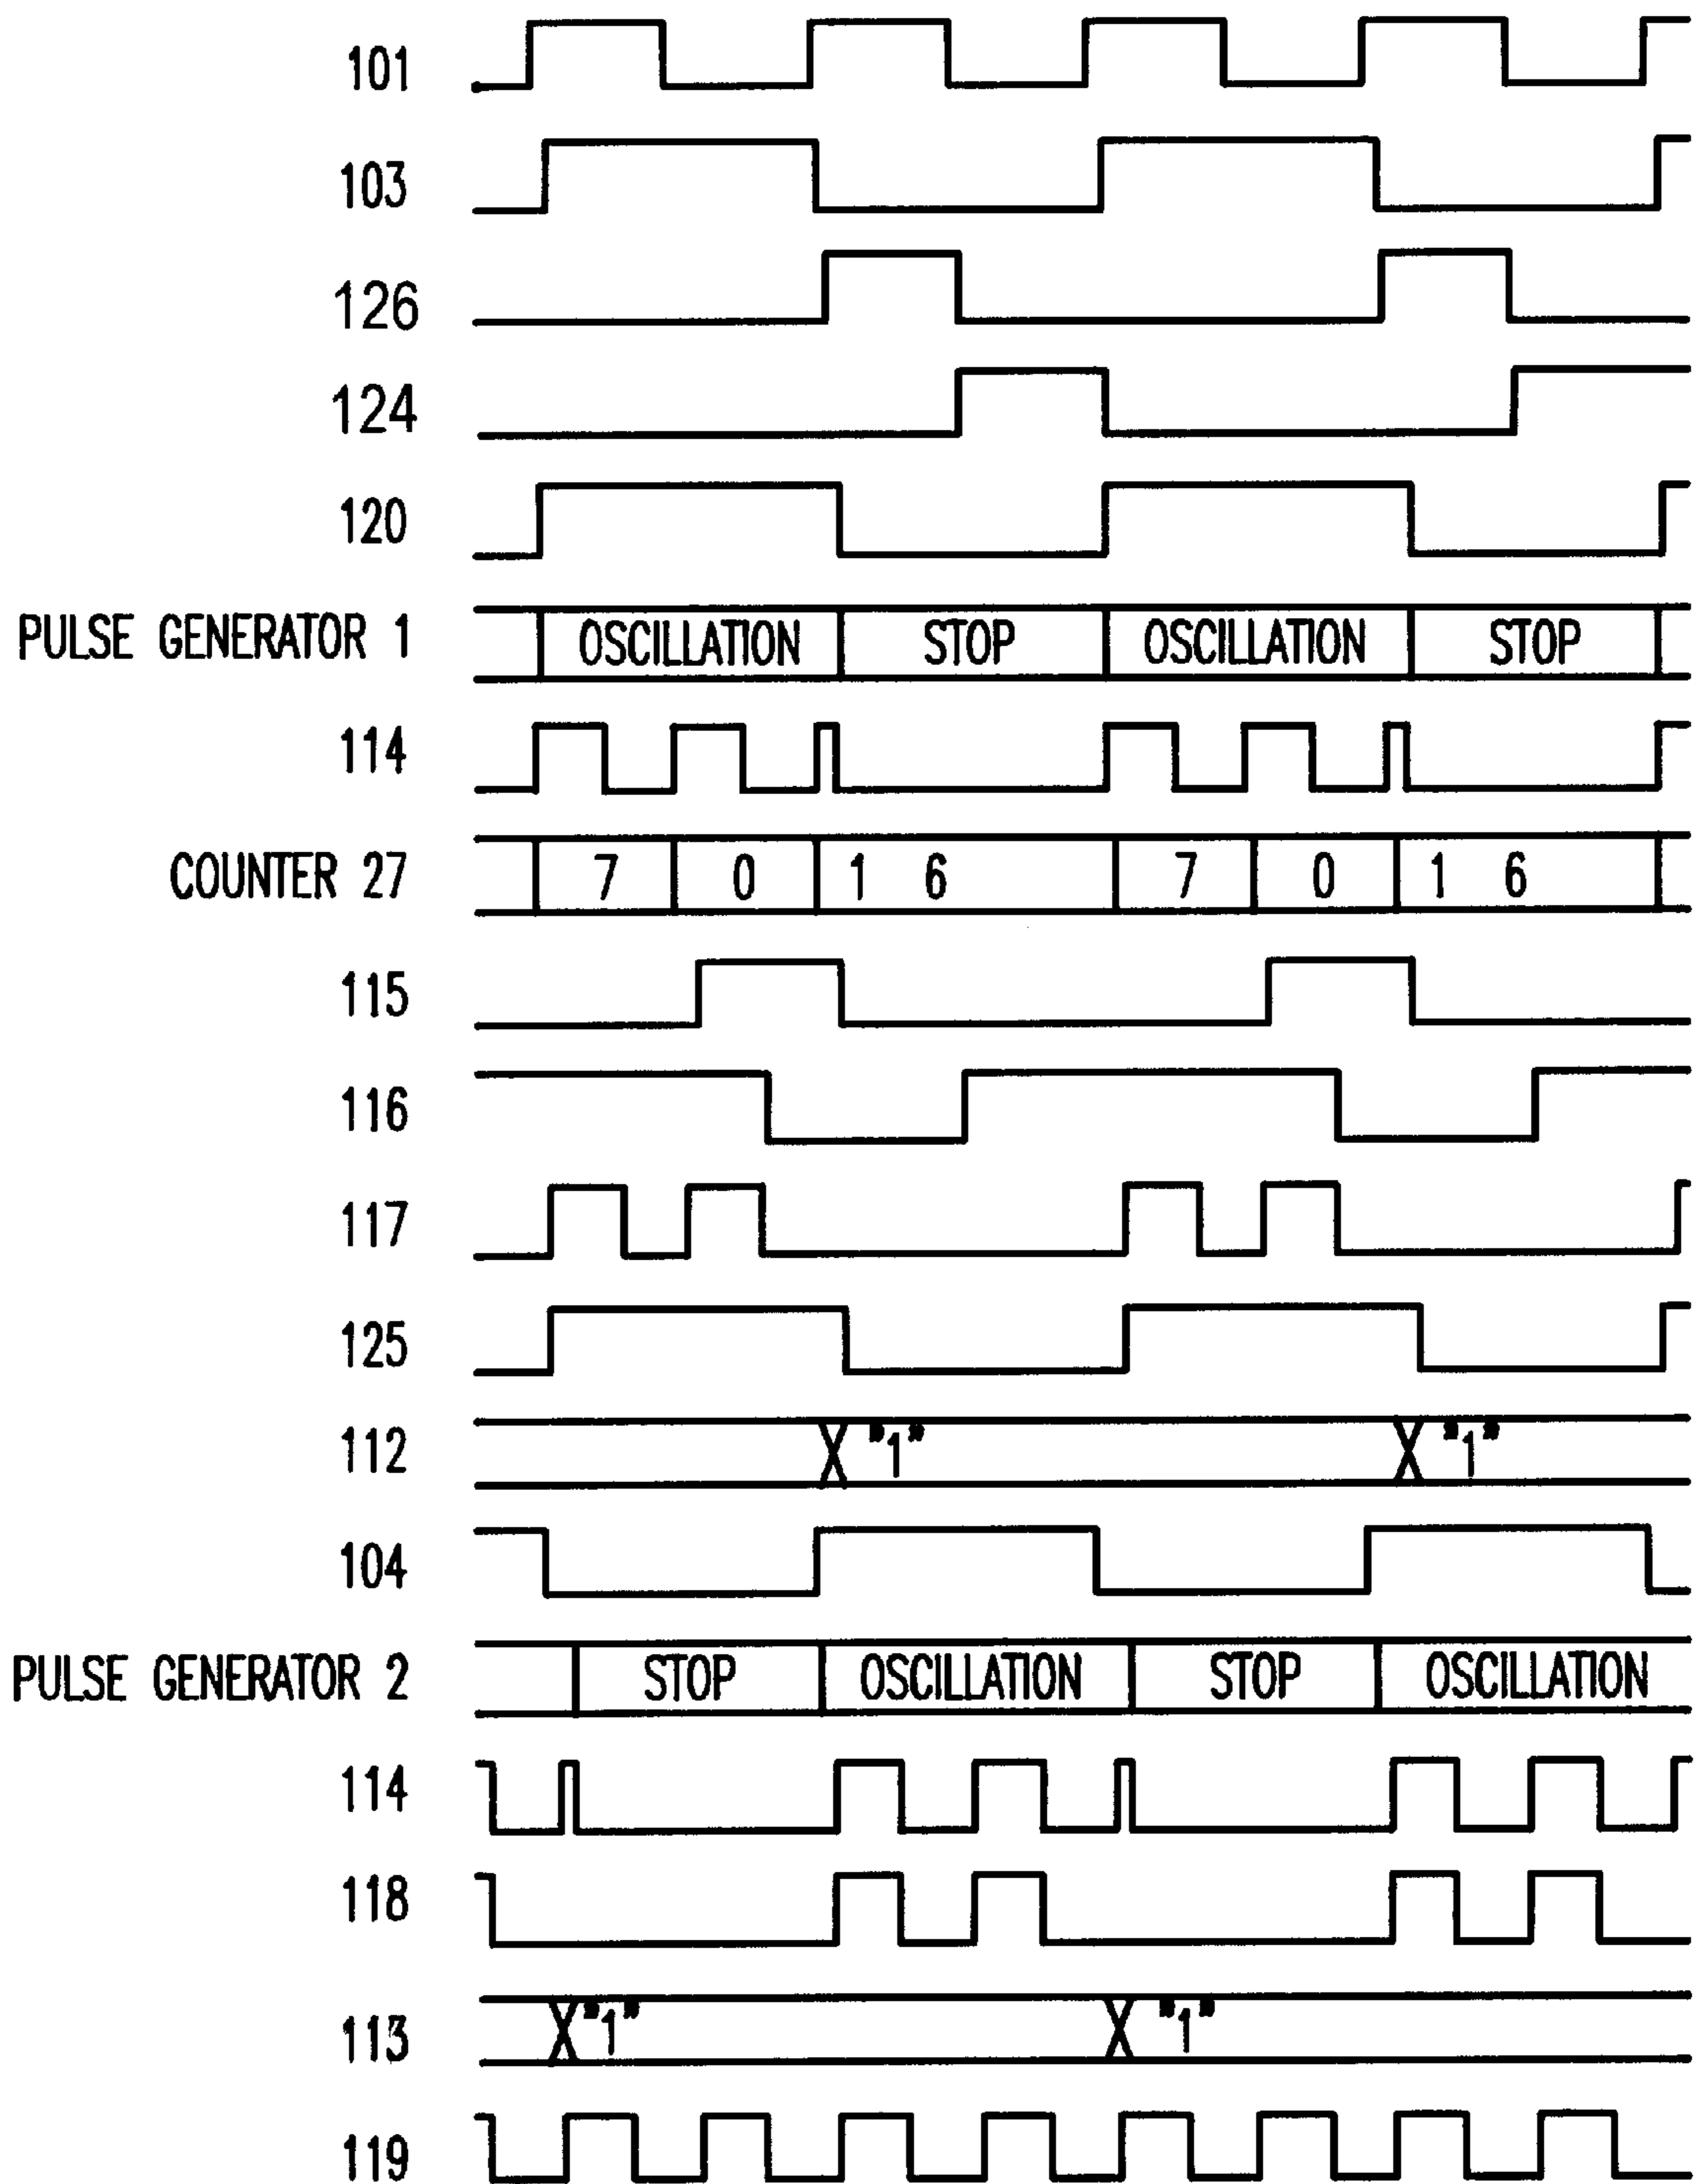 101
103
126
124
120
PULSE GENERATOR 1 OSCILLATION STOP OSCILLATION STOP
114
COUNTER 27 7 0 1 6 7 0 1 6
115
116
117
125
112 "1" "1"
104
PULSE GENERATOR 2 STOP OSCILLATION STOP OSCILLATION
114
118
113 "1" "1"
119